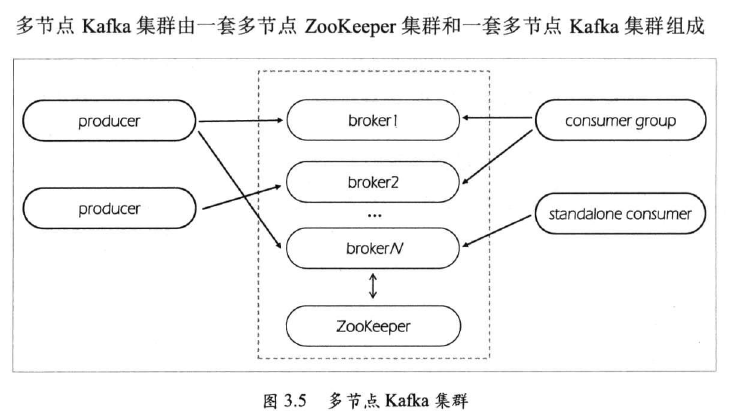 多节点 Kafka 集群由一套多节点 ZooKeeper 集群和一套多节点 Kafka 集群组成
producer
broker1
consumer group
broker2
producer
...
standalone consumer
brokerN
ZooKeeper
图 3.5 多节点 Kafka 集群